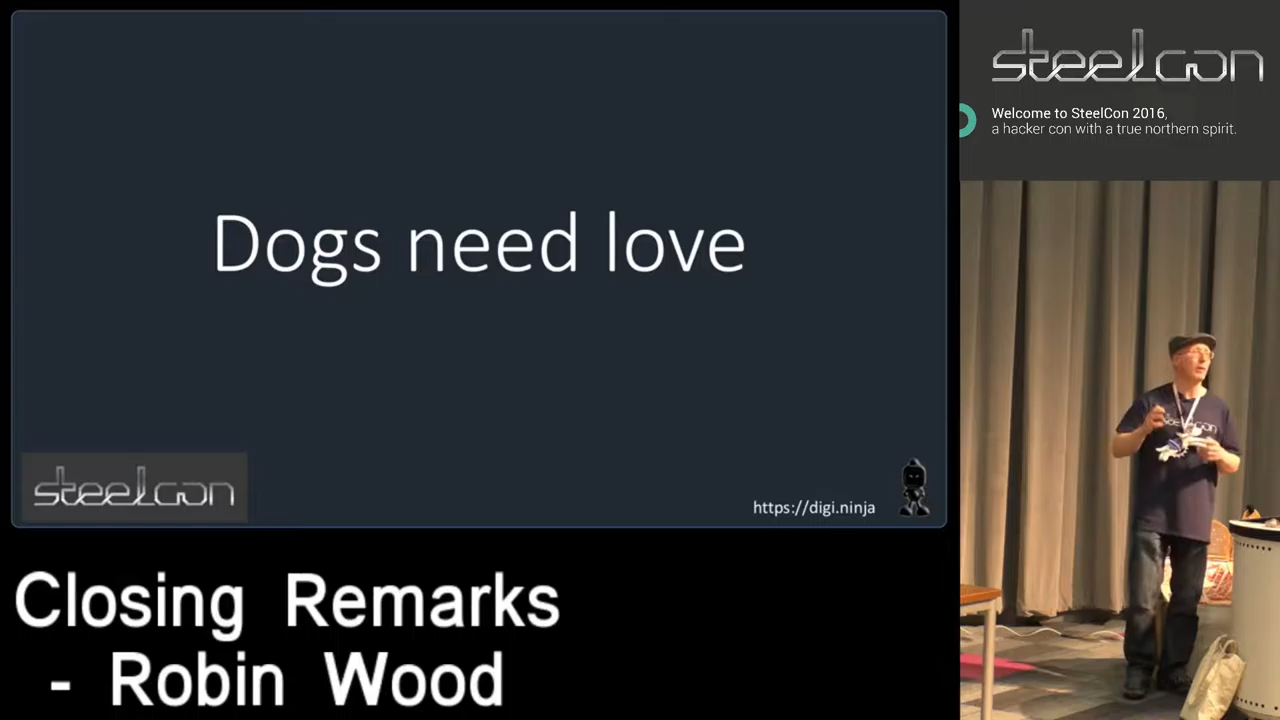 Dogs need love
steelcon
https://digi.ninja
Closing Remarks
- Robin Wood
steelcon
Welcome to SteelCon 2016,
a hacker con with a true northern spirit.
steelcon